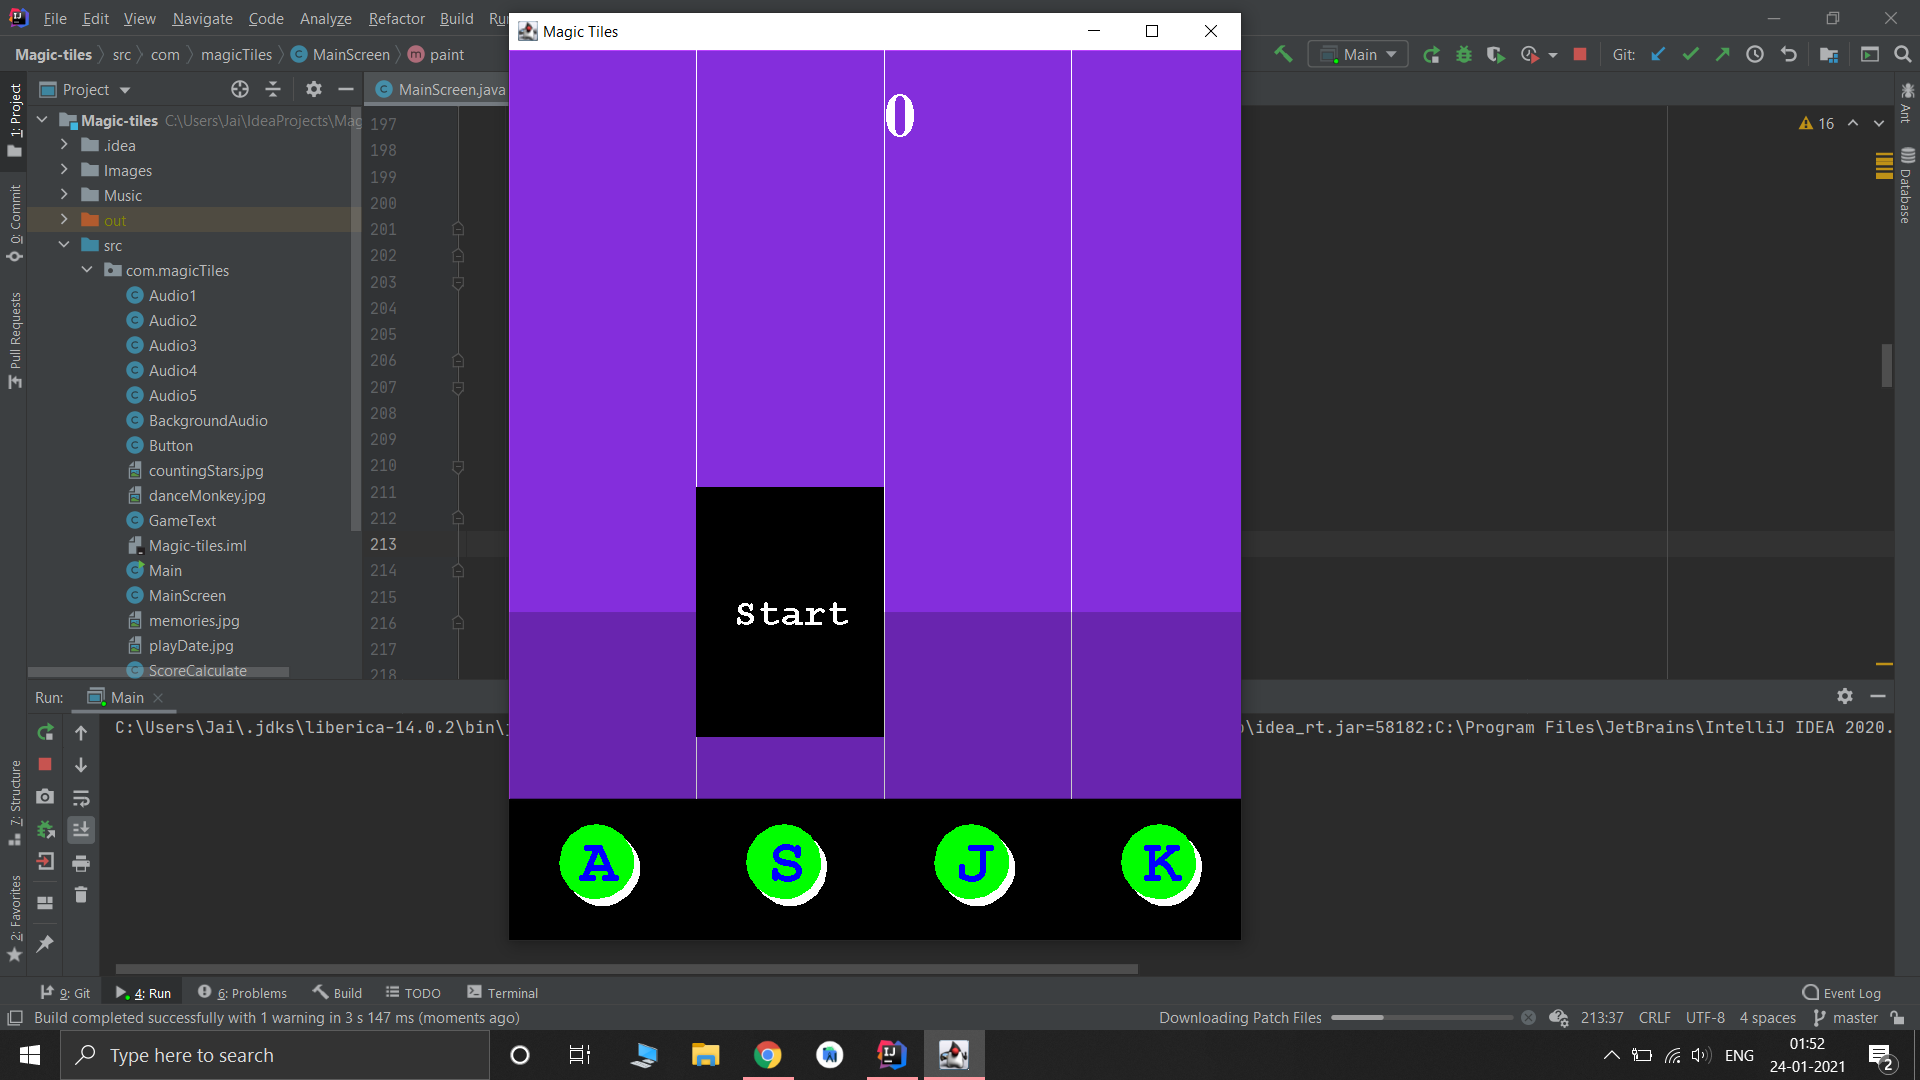 File Edit View Navigate Code Analyze Refactor Build
Magic Tiles
Magic-tiles src com magicTiles MainScreen paint
Main
Git:
1: Project
0: Commit
Pull Requests
7: Structure
2: Favorites
Project
MainScreen.java
Magic-tiles C:\Users\Jai\IdeaProjects\Mag
.idea
Images
Music
out
src
com.magicTiles
Audio1
Audio2
Audio3
Audio4
Audio5
BackgroundAudio
Button
countingStars.jpg
danceMonkey.jpg
GameText
Magic-tiles.iml
Main
MainScreen
memories.jpg
playDate.jpg
ScoreCalculate
197
198
199
200
201
202
203
204
205
206
207
208
209
210
211
212
213
214
215
216
217
218
0
Start
A S J K
16
Ant
Database
Run: Main
C:\Users\Jai\.jdks\liberica-14.0.2\bin\
\idea_rt.jar=58182:C:\Program Files\JetBrains\IntelliJ IDEA 2020.
9: Git 4: Run 6: Problems Build TODO Terminal Event Log
Build completed successfully with 1 warning in 3 s 147 ms (moments ago)
Downloading Patch Files 213:37 CRLF UTF-8 4 spaces master
Type here to search
ENG
01:52
24-01-2021
2